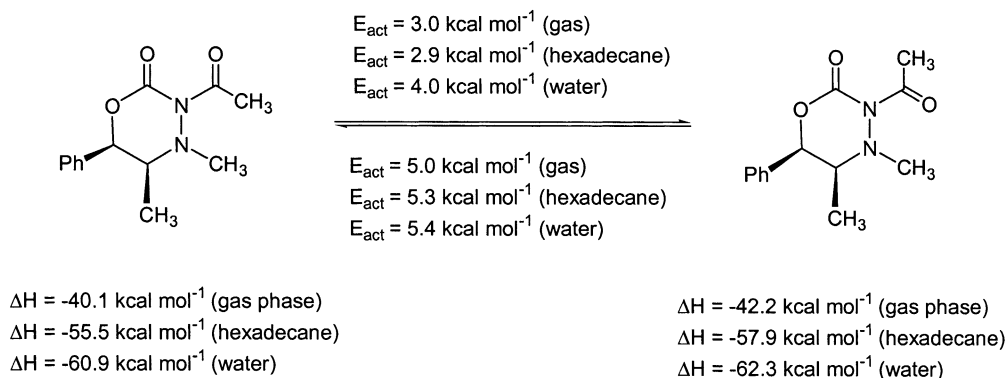 E_act = 3.0 kcal mol⁻¹ (gas)
E_act = 2.9 kcal mol⁻¹ (hexadecane)
E_act = 4.0 kcal mol⁻¹ (water)
O O
O N CH₃
N CH₃
Ph
CH₃
O CH₃
O N O
N CH₃
Ph
CH₃
E_act = 5.0 kcal mol⁻¹ (gas)
E_act = 5.3 kcal mol⁻¹ (hexadecane)
E_act = 5.4 kcal mol⁻¹ (water)
ΔH = -40.1 kcal mol⁻¹ (gas phase)
ΔH = -55.5 kcal mol⁻¹ (hexadecane)
ΔH = -60.9 kcal mol⁻¹ (water)
ΔH = -42.2 kcal mol⁻¹ (gas phase)
ΔH = -57.9 kcal mol⁻¹ (hexadecane)
ΔH = -62.3 kcal mol⁻¹ (water)